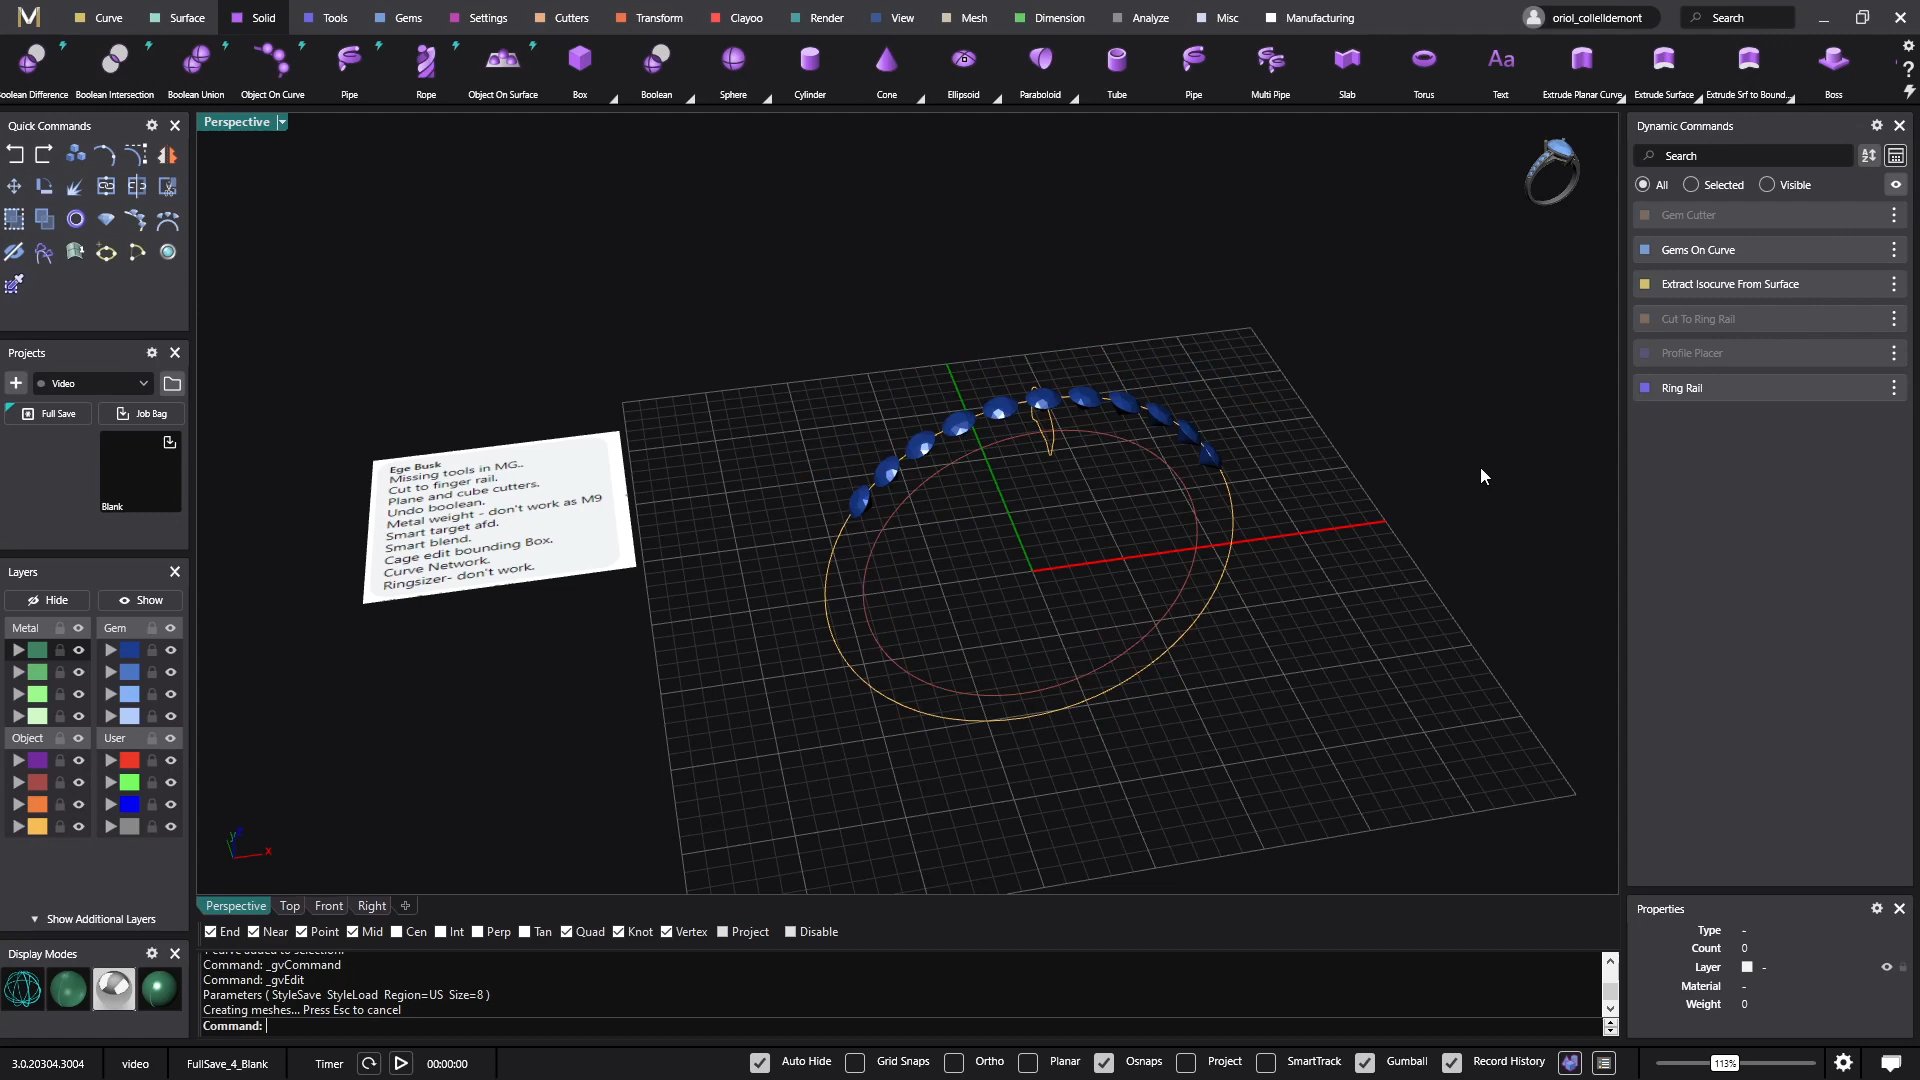 Curve
Surface
Solid
Tools
Gems
Settings
Cutters
Transform
Clayoo
Render
View
Mesh
Dimension
Analyze
Misc
Manufacturing
oriol_collelldemont
Search
oolean Difference
Boolean Intersection
Boolean Union
Object On Curve
Pipe
Rope
Object On Surface
Box
Boolean
Sphere
Cylinder
Cone
Ellipsoid
Paraboloid
Tube
Pipe
Multi Pipe
Slab
Torus
Aa
Text
Extrude Planar Curve
Extrude Surface
Extrude Srf to Bound...
Boss
Quick Commands
Perspective
Dynamic Commands
Search
All
Selected
Visible
Gem Cutter
Gems On Curve
Extract Isocurve From Surface
Cut To Ring Rail
Profile Placer
Ring Rail
Projects
Video
Full Save
Job Bag
Blank
Ege Busk
Missing tools in MG..
Cut to finger rail.
Plane and cube cutters.
Undo boolean.
Metal weight - don't work as M9
Smart target afd.
Smart blend.
Cage edit bounding Box.
Curve Network.
Ringsizer- don't work.
Layers
Hide
Show
Metal
Gem
Object
User
Show Additional Layers
y
z
x
Perspective
Top
Front
Right
End
Near
Point
Mid
Cen
Int
Perp
Tan
Quad
Knot
Vertex
Project
Disable
1 curve added to selection.
Command: _gvCommand
Command: _gvEdit
Parameters ( StyleSave StyleLoad Region=US Size=8 )
Creating meshes... Press Esc to cancel
Command:
Display Modes
Properties
Type -
Count 0
Layer -
Material -
Weight 0
3.0.20304.3004
video
FullSave_4_Blank
Timer
00:00:00
Auto Hide
Grid Snaps
Ortho
Planar
Osnaps
Project
SmartTrack
Gumball
Record History
113%